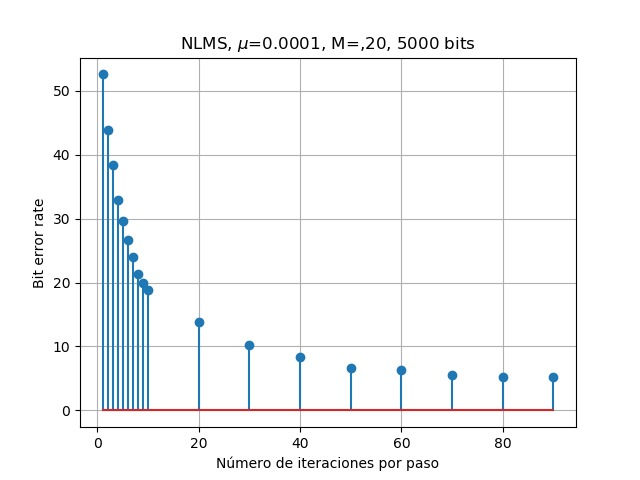 NLMS, μ=0.0001, M=,20, 5000 bits
50
40
30
20
10
0
Bit error rate
0 20 40 60 80
Número de iteraciones por paso